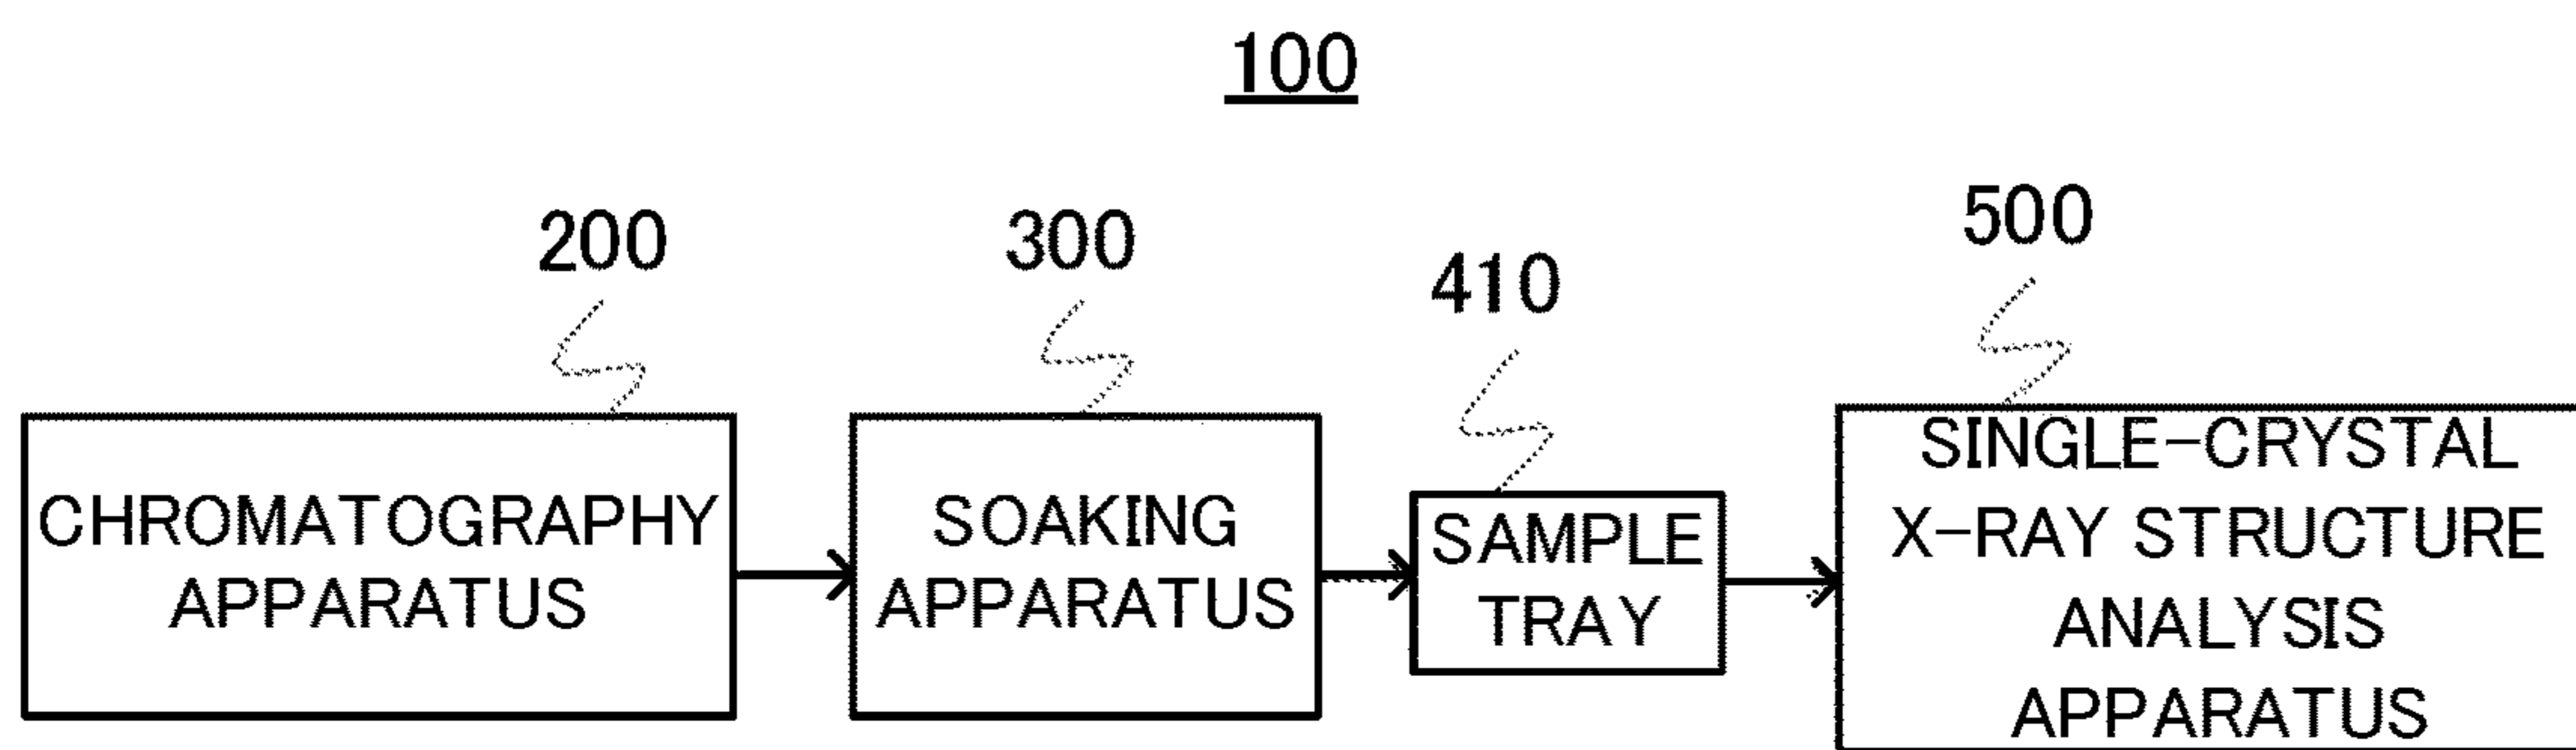 100
200
300
410
500
CHROMATOGRAPHY
APPARATUS
SOAKING
APPARATUS
SAMPLE
TRAY
SINGLE-CRYSTAL
X-RAY STRUCTURE
ANALYSIS
APPARATUS